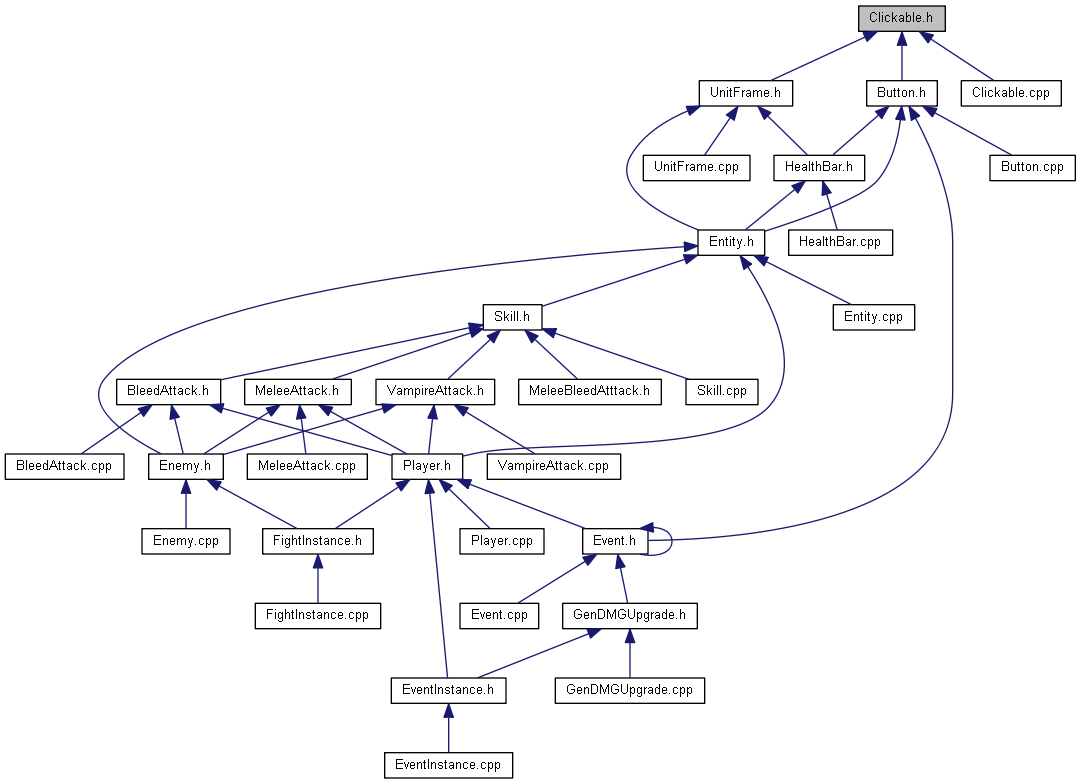 Clickable.h
UnitFrame.h
Button.h
Clickable.cpp
UnitFrame.cpp
HealthBar.h
Button.cpp
Entity.h
HealthBar.cpp
Skill.h
Entity.cpp
BleedAttack.h
MeleeAttack.h
VampireAttack.h
MeleeBleedAtttack.h
Skill.cpp
BleedAttack.cpp
Enemy.h
MeleeAttack.cpp
Player.h
VampireAttack.cpp
Enemy.cpp
FightInstance.h
Player.cpp
Event.h
FightInstance.cpp
Event.cpp
GenDMGUpgrade.h
EventInstance.h
GenDMGUpgrade.cpp
EventInstance.cpp